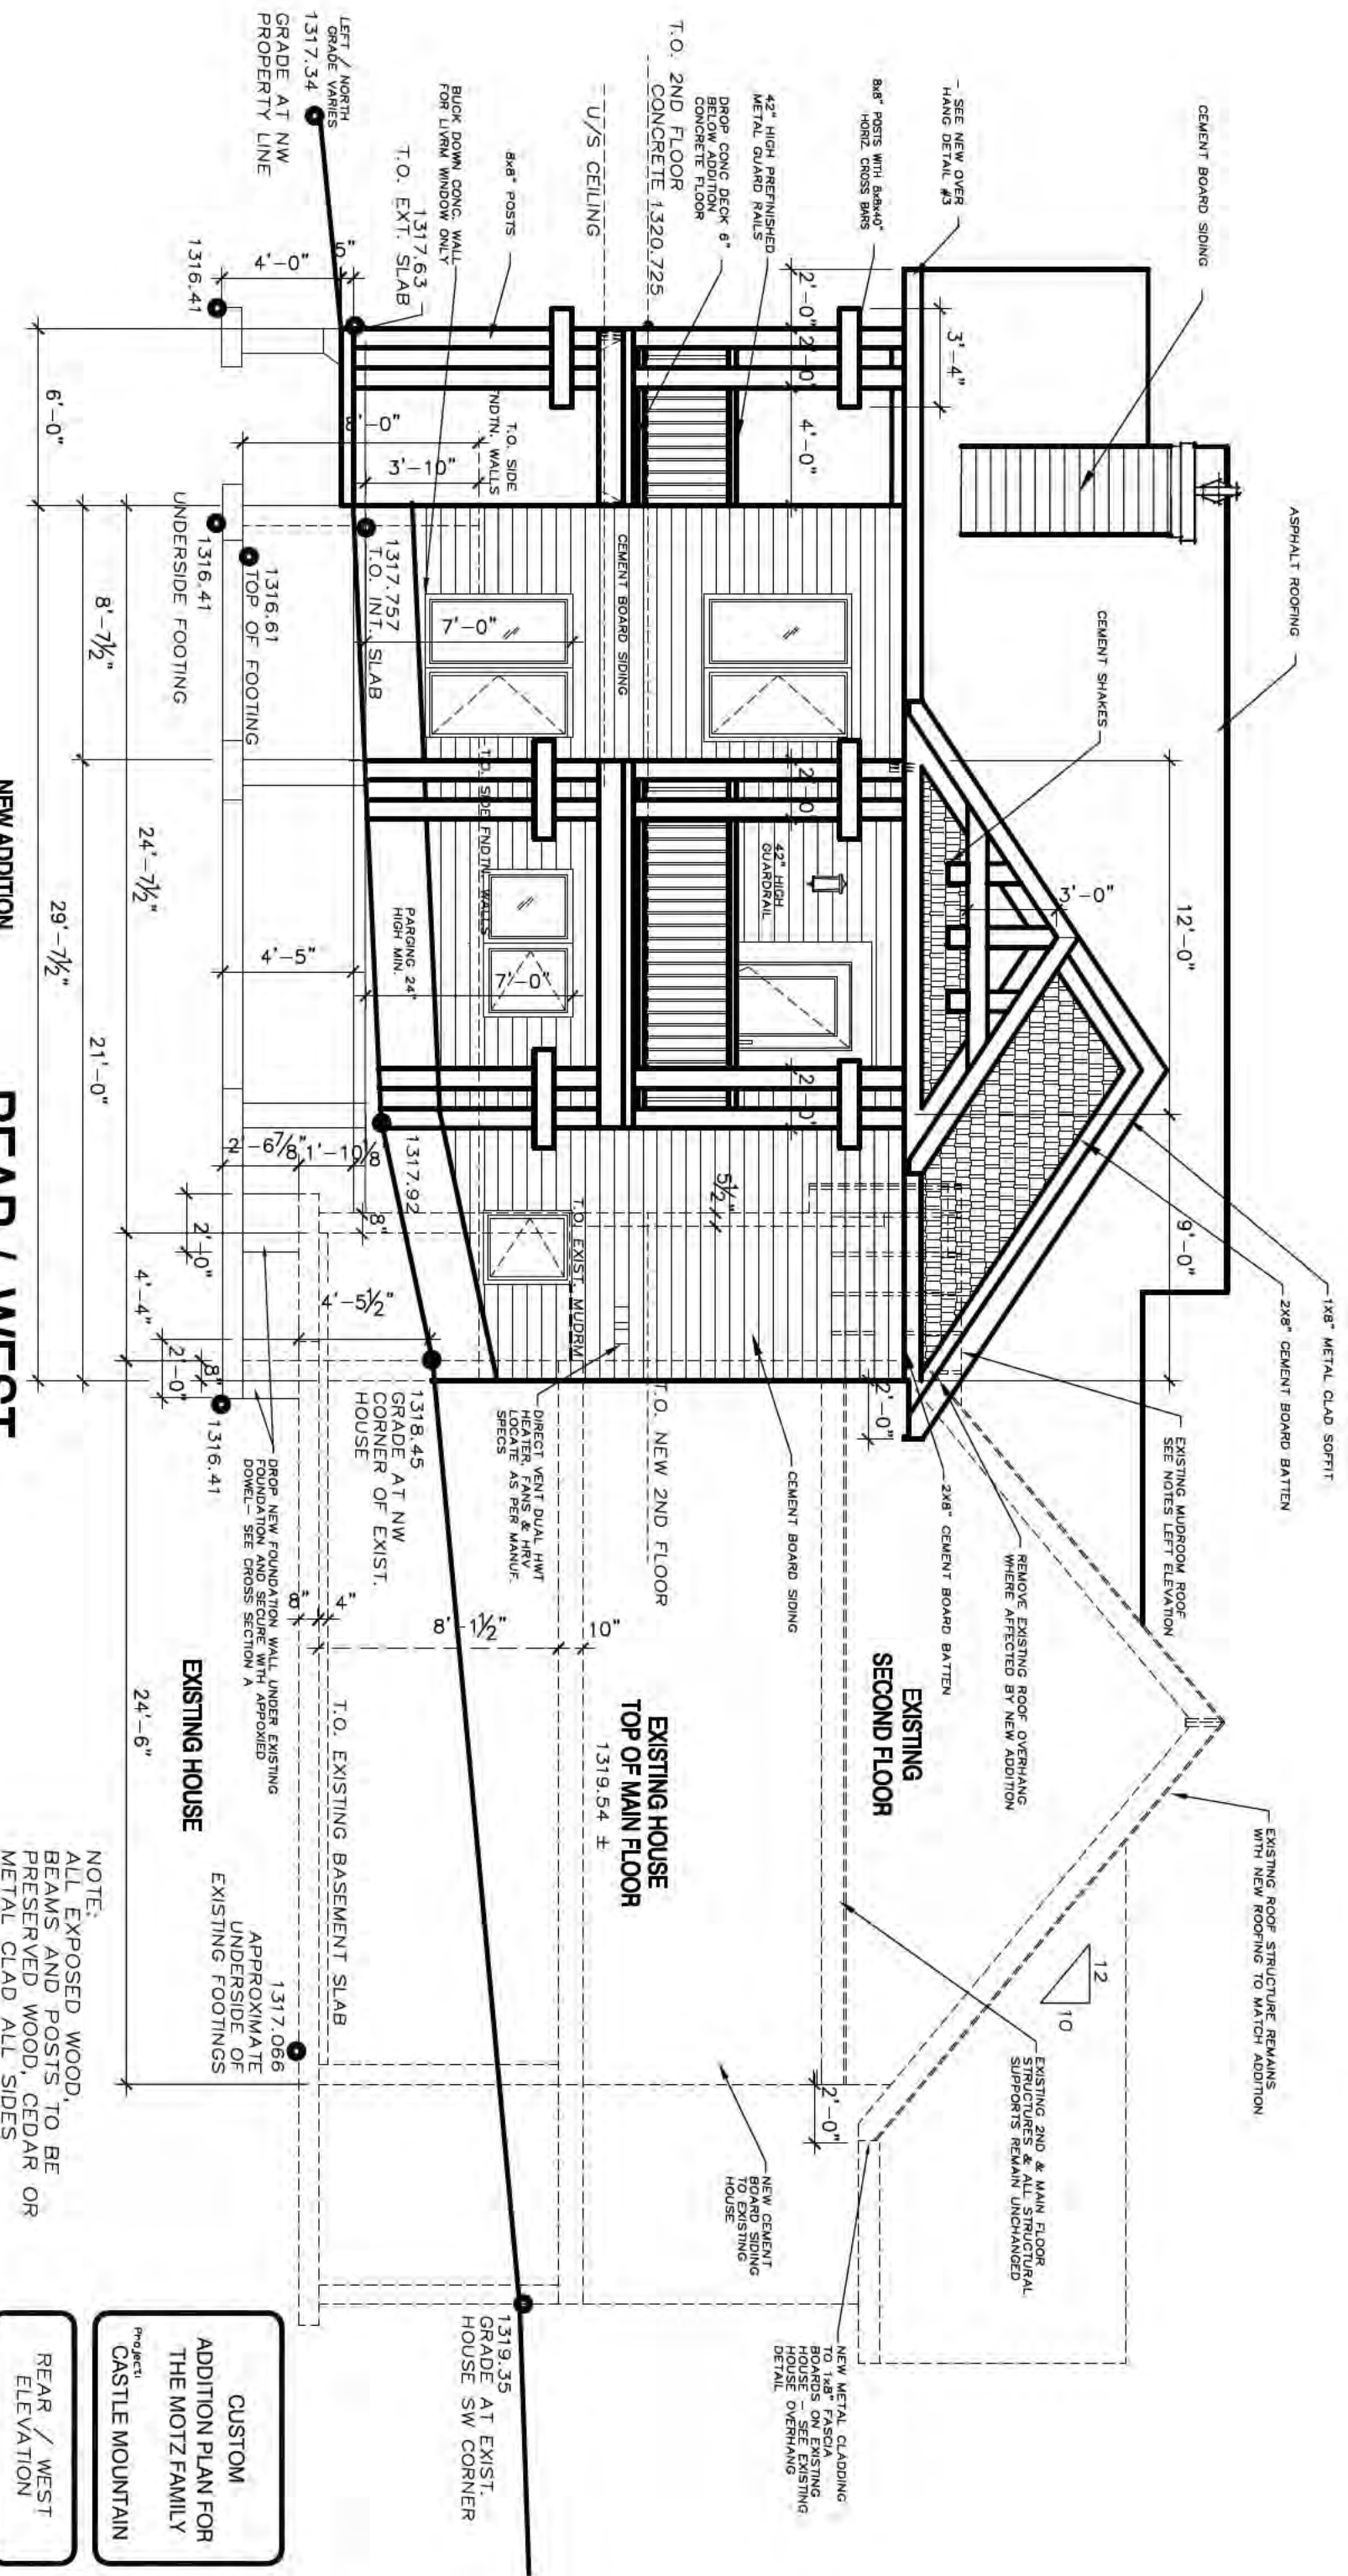 CEMENT BOARD SIDING
ASPHALT ROOFING
CEMENT SHAKES
1X8" METAL CLAD SOFFIT
2X8" CEMENT BOARD BATTEN
EXISTING MUDROOM ROOF
SEE NOTES LEFT ELEVATION
EXISTING ROOF STRUCTURE REMAINS
WITH NEW ROOFING TO MATCH ADDITION
12
10
EXISTING 2ND & MAIN FLOOR
STRUCTURES & ALL STRUCTURAL
SUPPORTS REMAIN UNCHANGED
12'-0"
9'-0"
3'-0"
- SEE NEW OVER
HANG DETAIL #3
3'-4"
8x8" POSTS WITH 8x8x40"
HORIZ. CROSS BARS
2'-0"
2'-0"
4'-0"
2'-0"
2'-0"
2'-0"
2'-0"
2X8" CEMENT BOARD BATTEN
REMOVE EXISTING ROOF OVERHANG
WHERE AFFECTED BY NEW ADDITION
EXISTING
SECOND FLOOR
NEW METAL CLADDING
TO 1x8" FASCIA
BOARDS ON EXISTING
HOUSE - SEE EXISTING
HOUSE OVERHANG
DETAIL
42" HIGH PREFINISHED
METAL GUARD RAILS
DROP CONC DECK 6"
BELOW ADDITION
CONCRETE FLOOR
42" HIGH
GUARDRAIL
CEMENT BOARD SIDING
NEW CEMENT
BOARD SIDING
TO EXISTING
HOUSE
5½"
T.O. 2ND FLOOR
CONCRETE 1320.725
T.O. NEW 2ND FLOOR
EXISTING HOUSE
TOP OF MAIN FLOOR
1319.54 ±
U/S CEILING
CEMENT BOARD SIDING
T.O. EXIST. MUDRM
10"
8x8" POSTS
T.O. SIDE
FNDTN. WALLS
7'-0"
T.O. SIDE FNDTN. WALLS
7'-0"
DIRECT VENT DUAL HWT
HEATER, FANS & HRV
LOCATE AS PER MANUF.
SPECS
8'-1½"
1319.35
GRADE AT EXIST.
HOUSE SW CORNER
BUCK DOWN CONC. WALL
FOR LIVRM WINDOW ONLY
1317.63
T.O. EXT. SLAB
8'-0"
3'-10"
1317.757
T.O. INT. SLAB
PARGING 24"
HIGH MIN.
1317.92
1318.45
GRADE AT NW
CORNER OF EXIST.
HOUSE
LEFT / NORTH
GRADE VARIES
1317.34
GRADE AT NW
PROPERTY LINE
4'-0"
4'-5"
2'-6⅞"
8"
4'-5½"
8"
4"
T.O. EXISTING BASEMENT SLAB
1317.066
APPROXIMATE
UNDERSIDE OF
EXISTING FOOTINGS
1316.41
1316.41
UNDERSIDE FOOTING
1316.61
TOP OF FOOTING
2'-0"
8"
2'-0"
1316.41
DROP NEW FOUNDATION WALL UNDER EXISTING
FOUNDATION AND SECURE WITH APPOXIED
DOWEL- SEE CROSS SECTION A
EXISTING HOUSE
24'-7½"
4'-4"
24'-6"
8'-7½"
21'-0"
6'-0"
29'-7½"
NEW ADDITION
REAR / WEST
NOTE:
ALL EXPOSED WOOD,
BEAMS AND POSTS TO BE
PRESERVED WOOD, CEDAR OR
METAL CLAD ALL SIDES
CUSTOM
ADDITION PLAN FOR
THE MOTZ FAMILY
Project:
CASTLE MOUNTAIN
REAR / WEST
ELEVATION